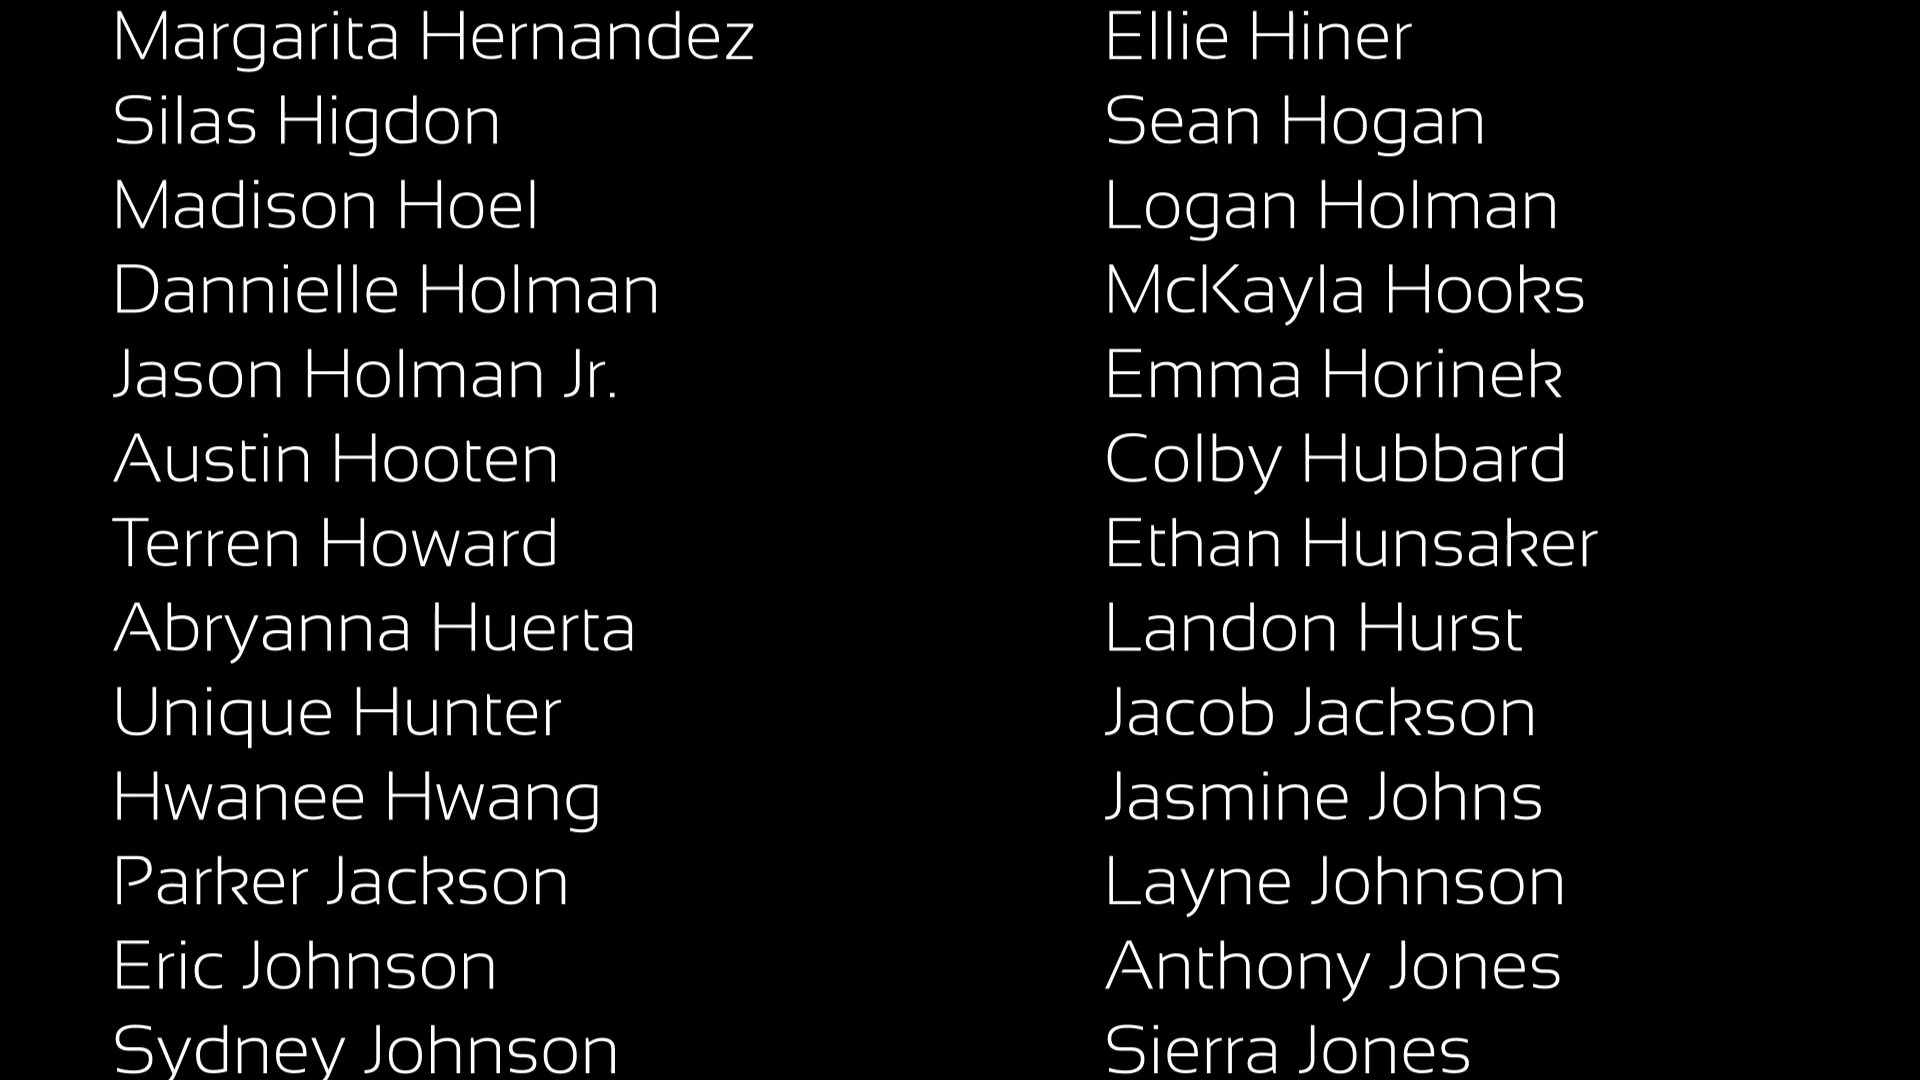 Margarita Hernandez
Silas Higdon
Madison Hoel
Dannielle Holman
Jason Holman Jr.
Austin Hooten
Terren Howard
Abryanna Huerta
Unique Hunter
Hwanee Hwang
Parker Jackson
Eric Johnson
Sydney Johnson
Ellie Hiner
Sean Hogan
Logan Holman
McKayla Hooks
Emma Horinek
Colby Hubbard
Ethan Hunsaker
Landon Hurst
Jacob Jackson
Jasmine Johns
Layne Johnson
Anthony Jones
Sierra Jones